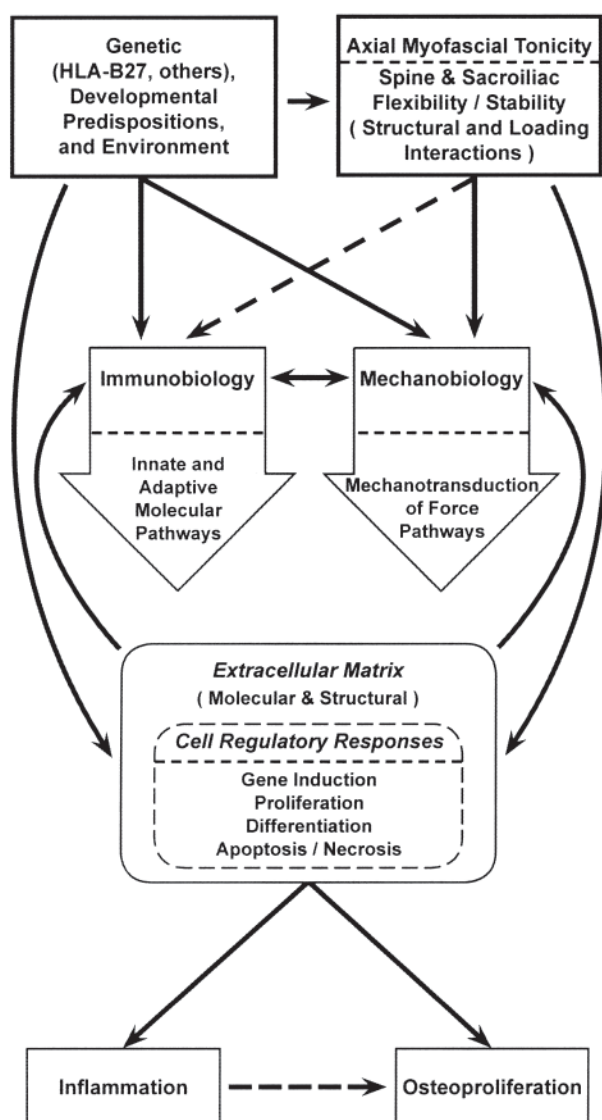 Genetic
(HLA-B27, others),
Developmental
Predispositions,
and Environment
Axial Myofascial Tonicity
Spine & Sacroiliac
Flexibility / Stability
( Structural and Loading
Interactions )
Immunobiology
Innate and
Adaptive
Molecular
Pathways
Mechanobiology
Mechanotransduction
of Force
Pathways
Extracellular Matrix
( Molecular & Structural )
Cell Regulatory Responses
Gene Induction
Proliferation
Differentiation
Apoptosis / Necrosis
Inflammation
Osteoproliferation